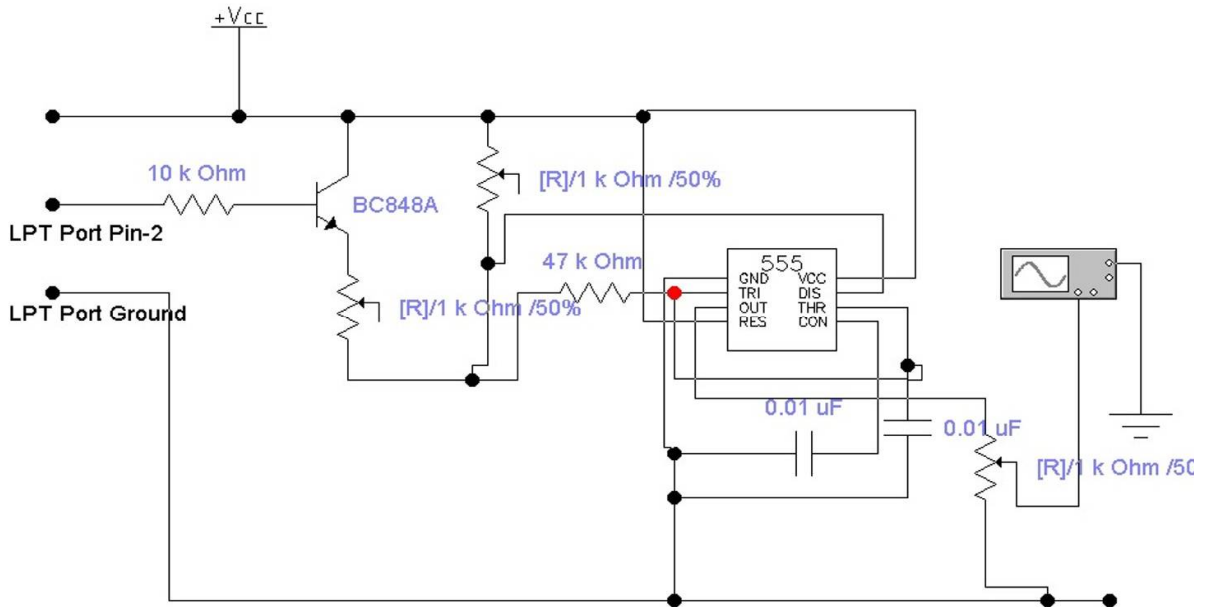 +Vcc
10 k Ohm
[R]/1 k Ohm /50%
BC848A
LPT Port Pin-2
47 k Ohm
555
GND VCC
TRI DIS
OUT THR
RES CON
LPT Port Ground
[R]/1 k Ohm /50%
0.01 uF
0.01 uF
[R]/1 k Ohm /50